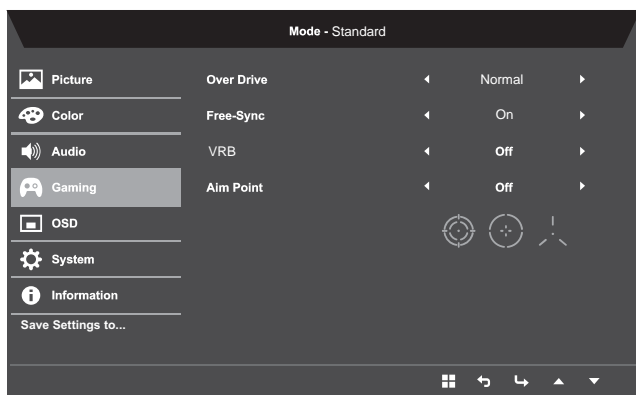 Mode - Standard
Picture
Over Drive Normal
Color
Free-Sync On
Audio
VRB Off
Gaming
Aim Point Off
OSD
System
Information
Save Settings to...